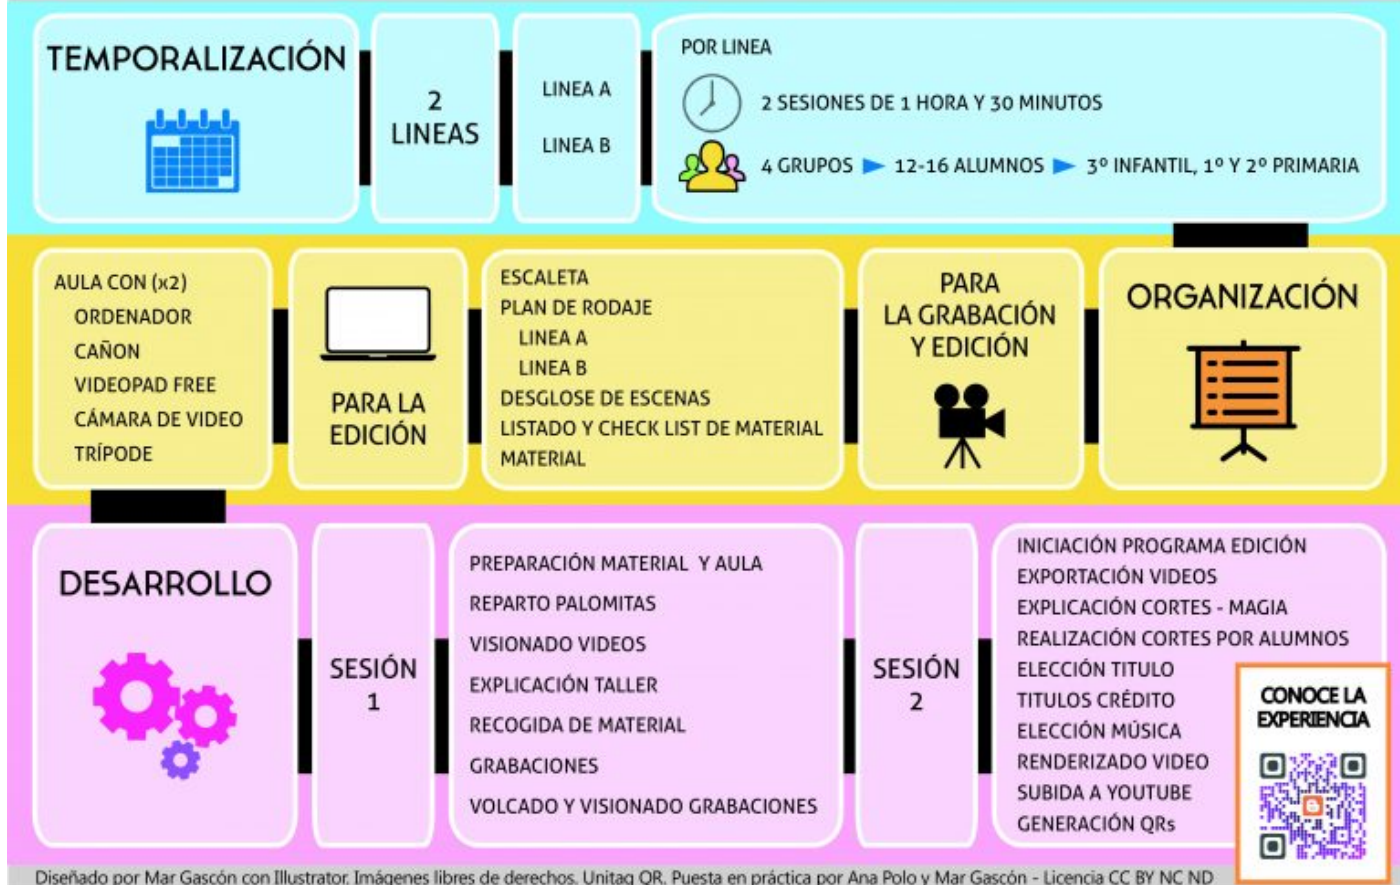 TEMPORALIZACIÓN
2
LINEAS
LINEA A
LINEA B
POR LINEA
2 SESIONES DE 1 HORA Y 30 MINUTOS
4 GRUPOS ▶ 12-16 ALUMNOS ▶ 3º INFANTIL, 1º Y 2º PRIMARIA
ORGANIZACIÓN
PARA
LA GRABACIÓN
Y EDICIÓN
ESCALETA
PLAN DE RODAJE
LINEA A
LINEA B
DESGLOSE DE ESCENAS
LISTADO Y CHECK LIST DE MATERIAL
MATERIAL
PARA LA
EDICIÓN
AULA CON (x2)
ORDENADOR
CAÑON
VIDEOPAD FREE
CÁMARA DE VIDEO
TRÍPODE
DESARROLLO
SESIÓN
1
PREPARACIÓN MATERIAL Y AULA
REPARTO PALOMITAS
VISIONADO VIDEOS
EXPLICACIÓN TALLER
RECOGIDA DE MATERIAL
GRABACIONES
VOLCADO Y VISIONADO GRABACIONES
SESIÓN
2
INICIACIÓN PROGRAMA EDICIÓN
EXPORTACIÓN VIDEOS
EXPLICACIÓN CORTES - MAGIA
REALIZACIÓN CORTES POR ALUMNOS
ELECCIÓN TITULO
TITULOS CRÉDITO
ELECCIÓN MÚSICA
RENDERIZADO VIDEO
SUBIDA A YOUTUBE
GENERACIÓN QRs
CONOCE LA
EXPERIENCIA
Diseñado por Mar Gascón con Illustrator. Imágenes libres de derechos. Unitag QR. Puesta en práctica por Ana Polo y Mar Gascón - Licencia CC BY NC ND